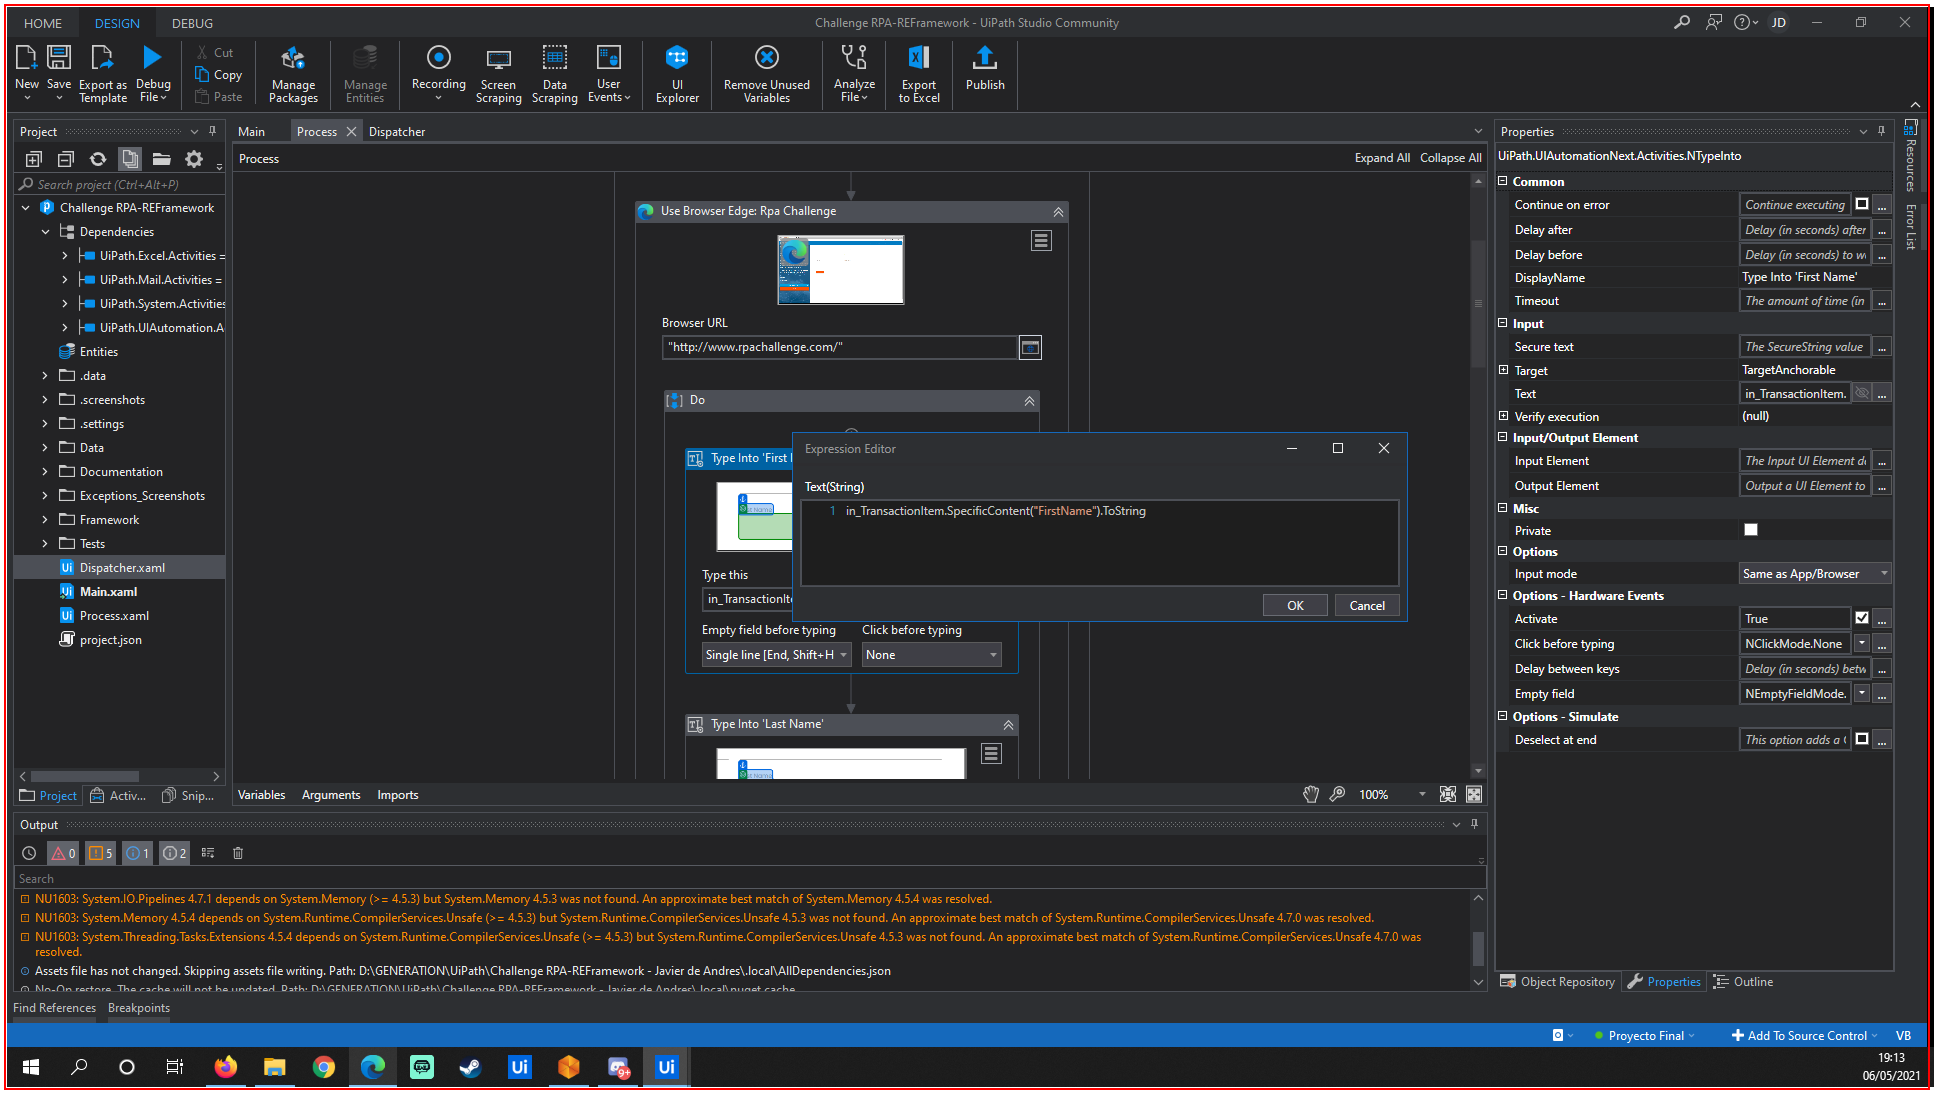 HOME DESIGN DEBUG Challenge RPA-REFramework - UiPath Studio Community JD
New Save Export as Template Debug File Cut Copy Paste Manage Packages Manage Entities Recording Screen Scraping Data Scraping User Events UI Explorer Remove Unused Variables Analyze File Export to Excel Publish
Project
Search project (Ctrl+Alt+P)
Challenge RPA-REFramework
Dependencies
UiPath.Excel.Activities =
UiPath.Mail.Activities =
UiPath.System.Activities
UiPath.UIAutomation.A
Entities
.data
.screenshots
.settings
Data
Documentation
Exceptions_Screenshots
Framework
Tests
Dispatcher.xaml
Main.xaml
Process.xaml
project.json
Project Activ... Snip...
Main Process Dispatcher
Process Expand All Collapse All
Use Browser Edge: Rpa Challenge
Browser URL
"http://www.rpachallenge.com/"
Do
Type Into 'First
Type this
in_TransactionIte
Empty field before typing Click before typing
Single line [End, Shift+H None
Type Into 'Last Name'
Expression Editor
Text(String)
1 in_TransactionItem.SpecificContent("FirstName").ToString
OK Cancel
Variables Arguments Imports 100%
Properties
UiPath.UIAutomationNext.Activities.NTypeInto
Common
Continue on error Continue executing ...
Delay after Delay (in seconds) after ...
Delay before Delay (in seconds) to w ...
DisplayName Type Into 'First Name'
Timeout The amount of time (in ...
Input
Secure text The SecureString value ...
Target TargetAnchorable
Text in_TransactionItem. ...
Verify execution (null)
Input/Output Element
Input Element The Input UI Element de ...
Output Element Output a UI Element to ...
Misc
Private
Options
Input mode Same as App/Browser
Options - Hardware Events
Activate True ...
Click before typing NClickMode.None ...
Delay between keys Delay (in seconds) betw ...
Empty field NEmptyFieldMode. ...
Options - Simulate
Deselect at end This option adds a ...
Object Repository Properties Outline
Resources
Error List
Output
0 5 1 2
Search
NU1603: System.IO.Pipelines 4.7.1 depends on System.Memory (>= 4.5.3) but System.Memory 4.5.3 was not found. An approximate best match of System.Memory 4.5.4 was resolved.
NU1603: System.Memory 4.5.4 depends on System.Runtime.CompilerServices.Unsafe (>= 4.5.3) but System.Runtime.CompilerServices.Unsafe 4.5.3 was not found. An approximate best match of System.Runtime.CompilerServices.Unsafe 4.7.0 was resolved.
NU1603: System.Threading.Tasks.Extensions 4.5.4 depends on System.Runtime.CompilerServices.Unsafe (>= 4.5.3) but System.Runtime.CompilerServices.Unsafe 4.5.3 was not found. An approximate best match of System.Runtime.CompilerServices.Unsafe 4.7.0 was
resolved.
Assets file has not changed. Skipping assets file writing. Path: D:\GENERATION\UiPath\Challenge RPA-REFramework - Javier de Andres\.local\AllDependencies.json
No-Op restore. The cache will not be updated. Path: D:\GENERATION\UiPath\Challenge RPA-REFramework - Javier de Andres\.local\nuget.cache
Find References Breakpoints
Proyecto Final Add To Source Control VB
Ui 9+ Ui
19:13
06/05/2021